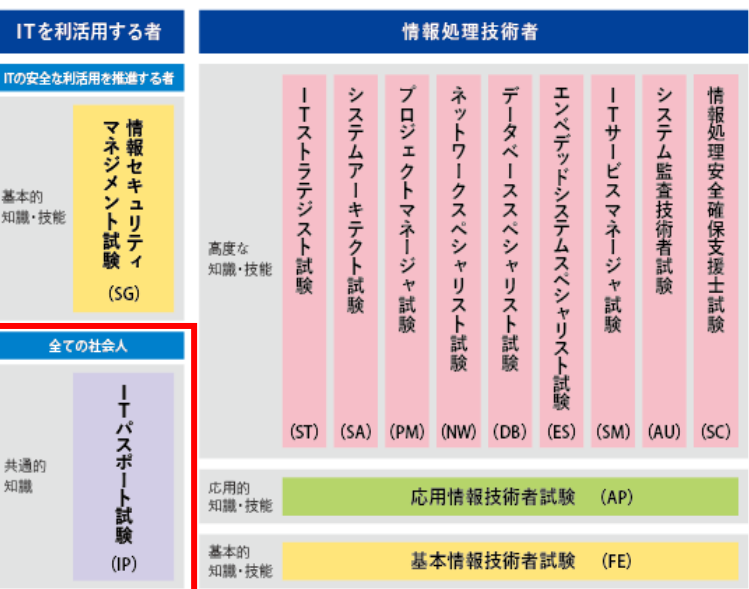 ITを利活用する者
ITの安全な利活用を推進する者
基本的
知識・技能
情報セキュリティ
マネジメント試験
(SG)
全ての社会人
共通的
知識
ITパスポート試験
(IP)
情報処理技術者
高度な
知識・技能
ITストラテジスト試験
(ST)
システムアーキテクト試験
(SA)
プロジェクトマネージャ試験
(PM)
ネットワークスペシャリスト試験
(NW)
データベーススペシャリスト試験
(DB)
エンベデッドシステムスペシャリスト試験
(ES)
ITサービスマネージャ試験
(SM)
システム監査技術者試験
(AU)
情報処理安全確保支援士試験
(SC)
応用的
知識・技能
応用情報技術者試験 (AP)
基本的
知識・技能
基本情報技術者試験 (FE)